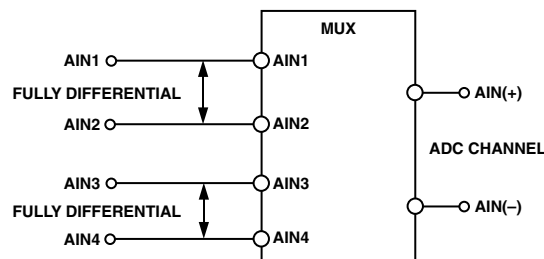 MUX
AIN1 AIN1
FULLY DIFFERENTIAL
AIN(+)
AIN2 AIN2
ADC CHANNEL
AIN3 AIN3
FULLY DIFFERENTIAL
AIN(–)
AIN4 AIN4